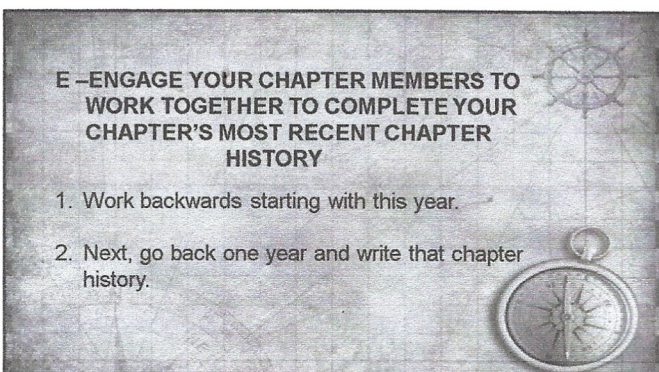 E –ENGAGE YOUR CHAPTER MEMBERS TO
WORK TOGETHER TO COMPLETE YOUR
CHAPTER'S MOST RECENT CHAPTER
HISTORY
1. Work backwards starting with this year.
2. Next, go back one year and write that chapter
history.